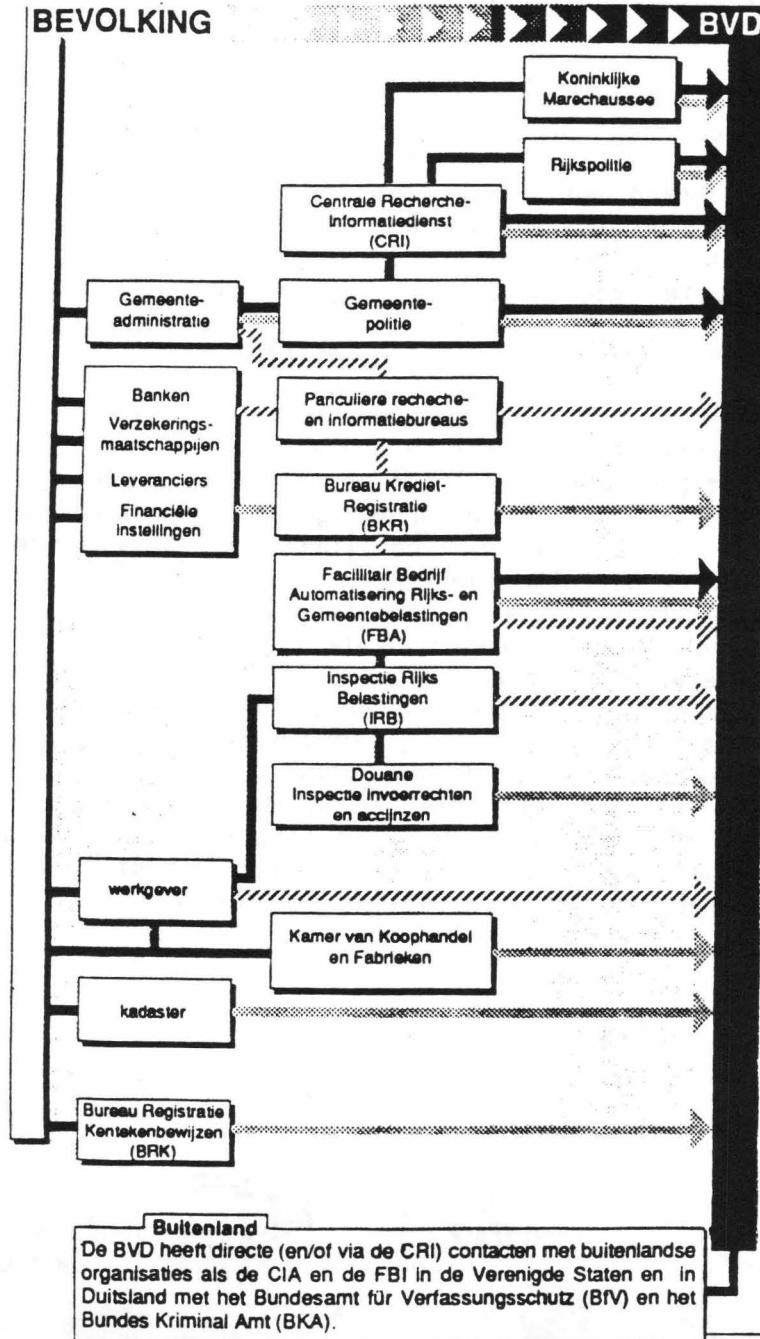 BEVOLKING
BVD
Koninklijke
Marechaussee
Rijkspolitie
Centrale Recherche-
Informatiedienst
(CRI)
Gemeente-
administratie
Gemeente-
politie
Banken
Verzekerings-
maatschappijen
Leveranciers
Financiële
instellingen
Paruculiere recheche-
en informatiebureaus
Bureau Krediet-
Registratie
(BKR)
Facillitair Bedrijf
Automatisering Rijks- en
Gemeentebelastingen
(FBA)
Inspectie Rijks
Belastingen
(IRB)
Douane
Inspectie invoerrechten
en accijnzen
werkgever
Kamer van Koophandel
en Fabrieken
kadaster
Bureau Registratie
Kentekenbewijzen
(BRK)
Buitenland
De BVD heeft directe (en/of via de CRI) contacten met buitenlandse
organisaties als de CIA en de FBI in de Verenigde Staten en in
Duitsland met het Bundesamt für Verfassungsschutz (BfV) en het
Bundes Kriminal Amt (BKA).